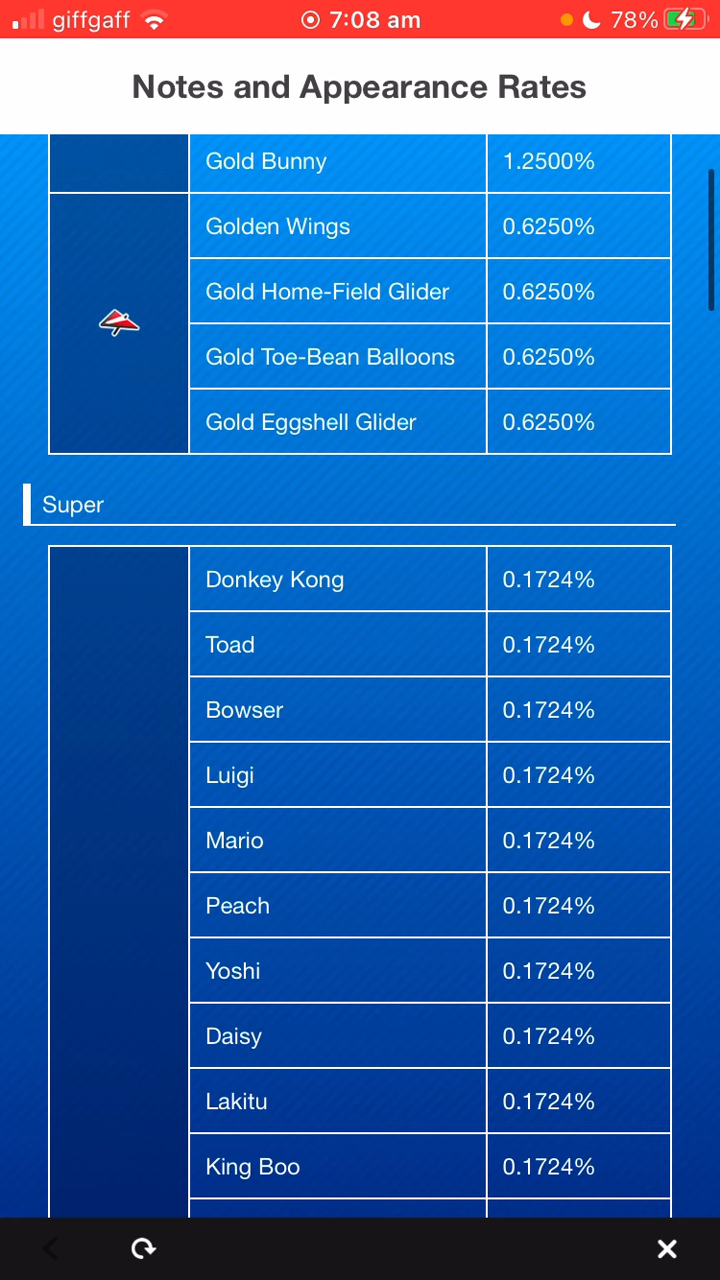 giffgaff 7:08 am 78%
Notes and Appearance Rates
Gold Bunny 1.2500%
Golden Wings 0.6250%
Gold Home-Field Glider 0.6250%
Gold Toe-Bean Balloons 0.6250%
Gold Eggshell Glider 0.6250%
Super
Donkey Kong 0.1724%
Toad 0.1724%
Bowser 0.1724%
Luigi 0.1724%
Mario 0.1724%
Peach 0.1724%
Yoshi 0.1724%
Daisy 0.1724%
Lakitu 0.1724%
King Boo 0.1724%